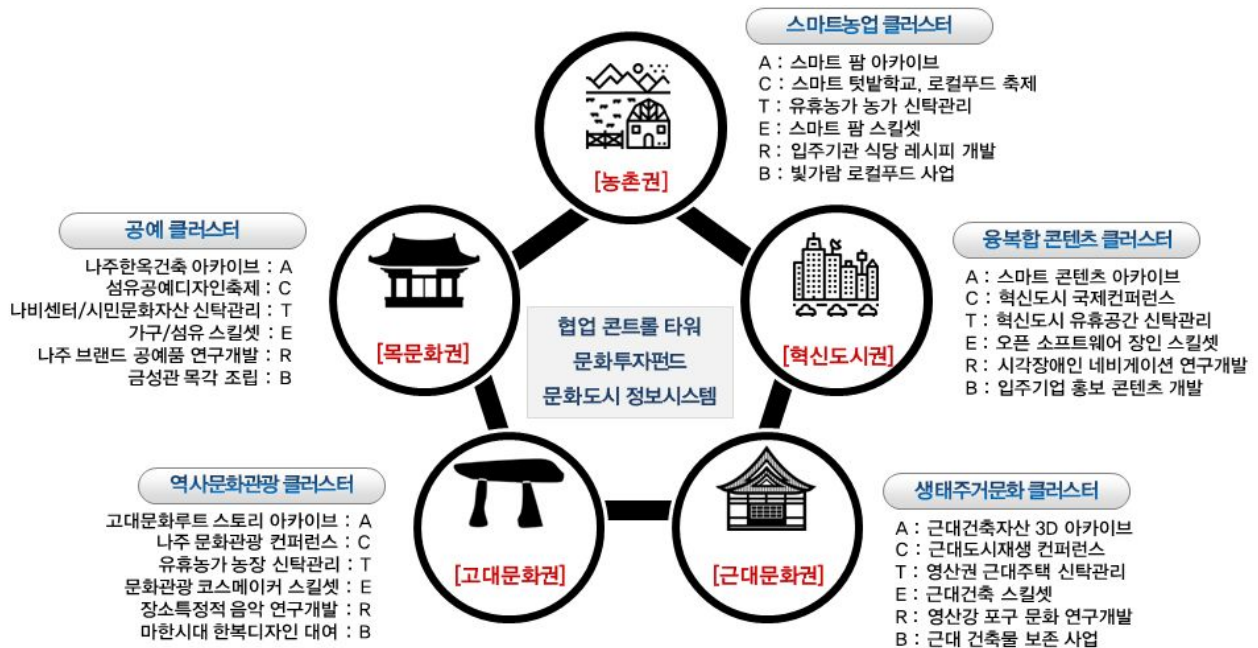 스마트농업 클러스터
A : 스마트 팜 아카이브
C : 스마트 텃밭학교, 로컬푸드 축제
T : 유휴농가 농가 신탁관리
E : 스마트 팜 스킬셋
R : 입주기관 식당 레시피 개발
B : 빛가람 로컬푸드 사업
[농촌권]
공예 클러스터
나주한옥건축 아카이브 : A
섬유공예디자인축제 : C
나비센터/시민문화자산 신탁관리 : T
가구/섬유 스킬셋 : E
나주 브랜드 공예품 연구개발 : R
금성관 목각 조립 : B
[목문화권]
융복합 콘텐츠 클러스터
A : 스마트 콘텐츠 아카이브
C : 혁신도시 국제컨퍼런스
T : 혁신도시 유휴공간 신탁관리
E : 오픈 소프트웨어 장인 스킬셋
R : 시각장애인 네비게이션 연구개발
B : 입주기업 홍보 콘텐츠 개발
[혁신도시권]
협업 콘트롤 타워
문화투자펀드
문화도시 정보시스템
역사문화관광 클러스터
고대문화루트 스토리 아카이브 : A
나주 문화관광 컨퍼런스 : C
유휴농가 농장 신탁관리 : T
문화관광 코스메이커 스킬셋 : E
장소특정적 음악 연구개발 : R
마한시대 한복디자인 대여 : B
[고대문화권]
생태주거문화 클러스터
A : 근대건축자산 3D 아카이브
C : 근대도시재생 컨퍼런스
T : 영산권 근대주택 신탁관리
E : 근대건축 스킬셋
R : 영산강 포구 문화 연구개발
B : 근대 건축물 보존 사업
[근대문화권]